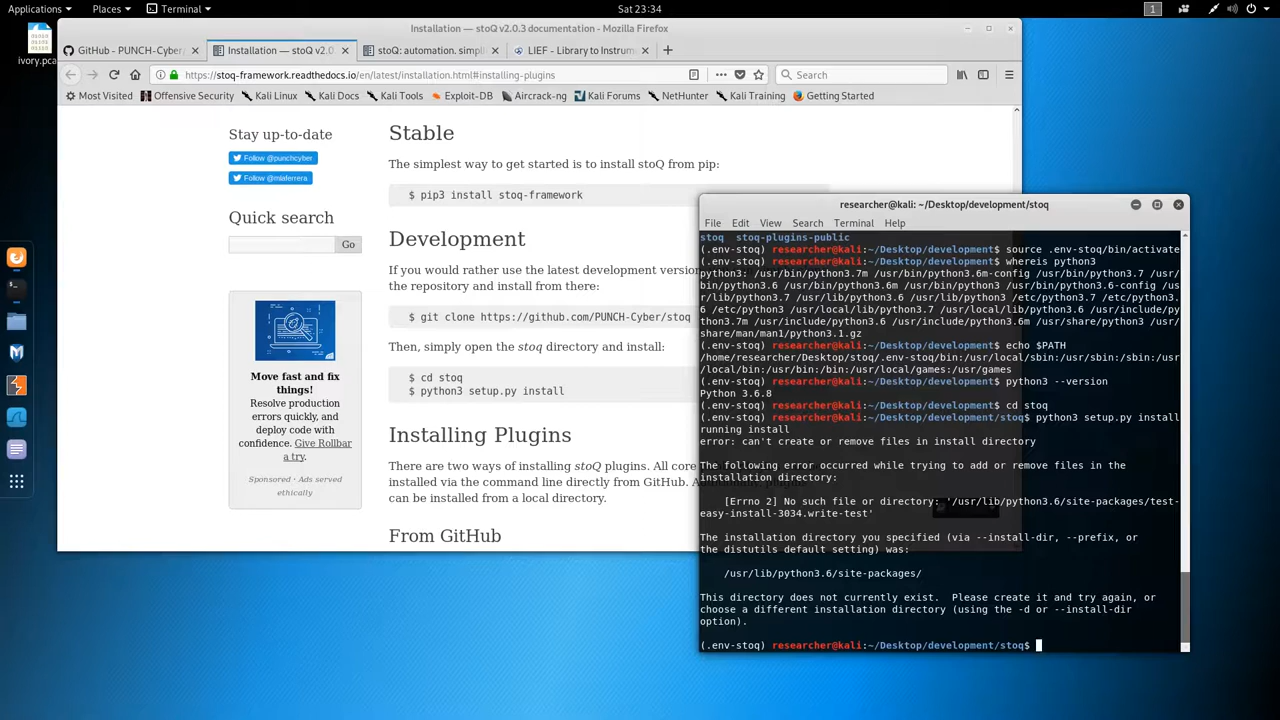 Applications
Places
Terminal
Sat 23:34
1
ivory.pca
Installation — stoQ v2.0.3 documentation - Mozilla Firefox
GitHub - PUNCH-Cyber/
Installation — stoQ v2.0
stoQ: automation. simpli
LIEF - Library to Instrum
https://stoq-framework.readthedocs.io/en/latest/installation.html#installing-plugins
Search
Most Visited
Offensive Security
Kali Linux
Kali Docs
Kali Tools
Exploit-DB
Aircrack-ng
Kali Forums
NetHunter
Kali Training
Getting Started
Stay up-to-date
Follow @punchcyber
Follow @mlaferrera
Quick search
Go
Move fast and fix
things!
Resolve production
errors quickly, and
deploy code with
confidence. Give Rollbar
a try.
Sponsored · Ads served
ethically
Stable
The simplest way to get started is to install stoQ from pip:
$ pip3 install stoq-framework
Development
If you would rather use the latest development version
the repository and install from there:
$ git clone https://github.com/PUNCH-Cyber/stoq
Then, simply open the stoq directory and install:
$ cd stoq
$ python3 setup.py install
Installing Plugins
There are two ways of installing stoQ plugins. All core
installed via the command line directly from GitHub.
can be installed from a local directory.
From GitHub
researcher@kali: ~/Desktop/development/stoq
File Edit View Search Terminal Help
stoq stoq-plugins-public
(.env-stoq) researcher@kali:~/Desktop/development$ source .env-stoq/bin/activate
(.env-stoq) researcher@kali:~/Desktop/development$ whereis python3
python3: /usr/bin/python3.7m /usr/bin/python3.6m-config /usr/bin/python3.7 /usr/
bin/python3.6 /usr/bin/python3.6m /usr/bin/python3 /usr/bin/python3.6-config /us
r/lib/python3.7 /usr/lib/python3.6 /usr/lib/python3 /etc/python3.7 /etc/python3.
6 /etc/python3 /usr/local/lib/python3.7 /usr/local/lib/python3.6 /usr/include/py
thon3.7m /usr/include/python3.6 /usr/include/python3.6m /usr/share/python3 /usr/
share/man/man1/python3.1.gz
(.env-stoq) researcher@kali:~/Desktop/development$ echo $PATH
/home/researcher/Desktop/stoq/.env-stoq/bin:/usr/local/sbin:/usr/sbin:/sbin:/usr
/local/bin:/usr/bin:/bin:/usr/local/games:/usr/games
(.env-stoq) researcher@kali:~/Desktop/development$ python3 --version
Python 3.6.8
(.env-stoq) researcher@kali:~/Desktop/development$ cd stoq
(.env-stoq) researcher@kali:~/Desktop/development/stoq$ python3 setup.py install
running install
error: can't create or remove files in install directory
The following error occurred while trying to add or remove files in the
installation directory:
[Errno 2] No such file or directory: '/usr/lib/python3.6/site-packages/test-
easy-install-3034.write-test'
The installation directory you specified (via --install-dir, --prefix, or
the distutils default setting) was:
/usr/lib/python3.6/site-packages/
This directory does not currently exist.  Please create it and try again, or
choose a different installation directory (using the -d or --install-dir
option).
(.env-stoq) researcher@kali:~/Desktop/development/stoq$